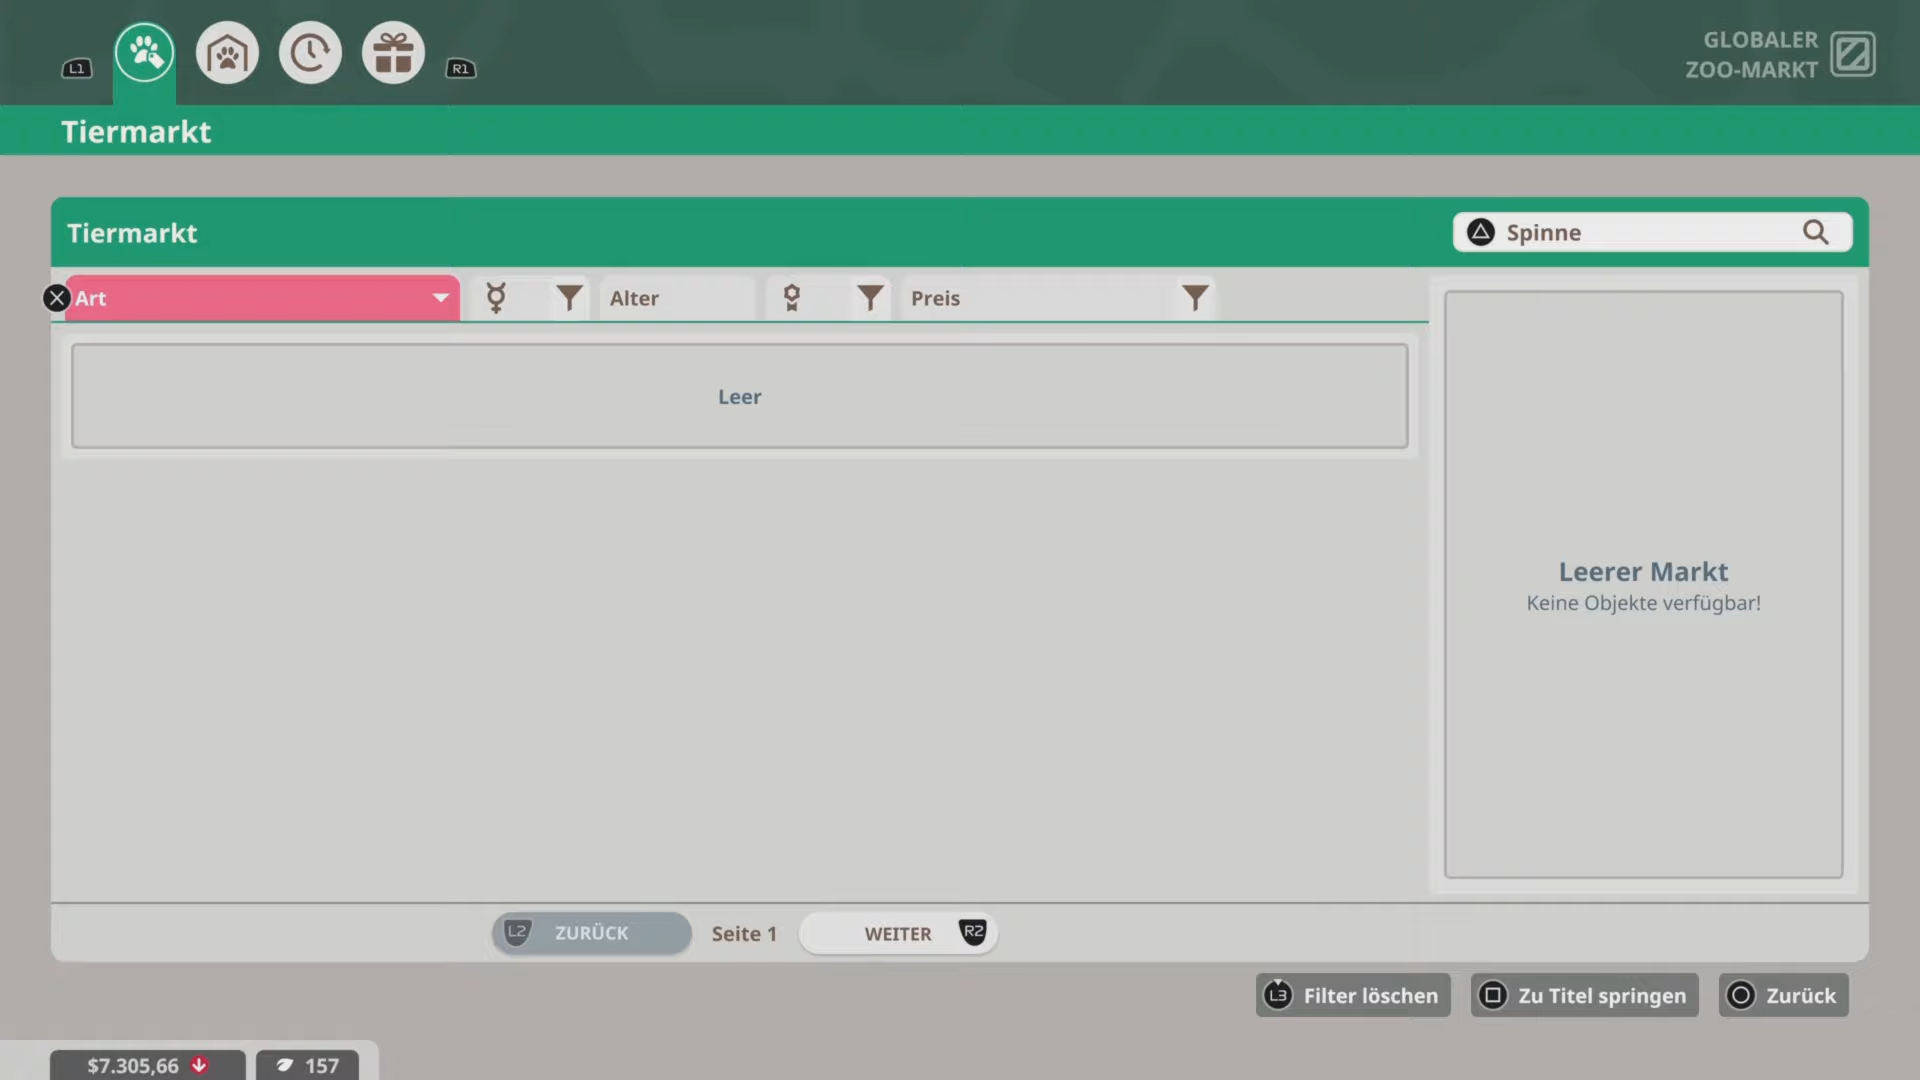 L1
R1
GLOBALER
ZOO-MARKT
Tiermarkt
Tiermarkt
Spinne
Art
Alter
Preis
Leer
Leerer Markt
Keine Objekte verfügbar!
L2 ZURÜCK
Seite 1
WEITER R2
L3 Filter löschen
Zu Titel springen
Zurück
$7.305,66
157